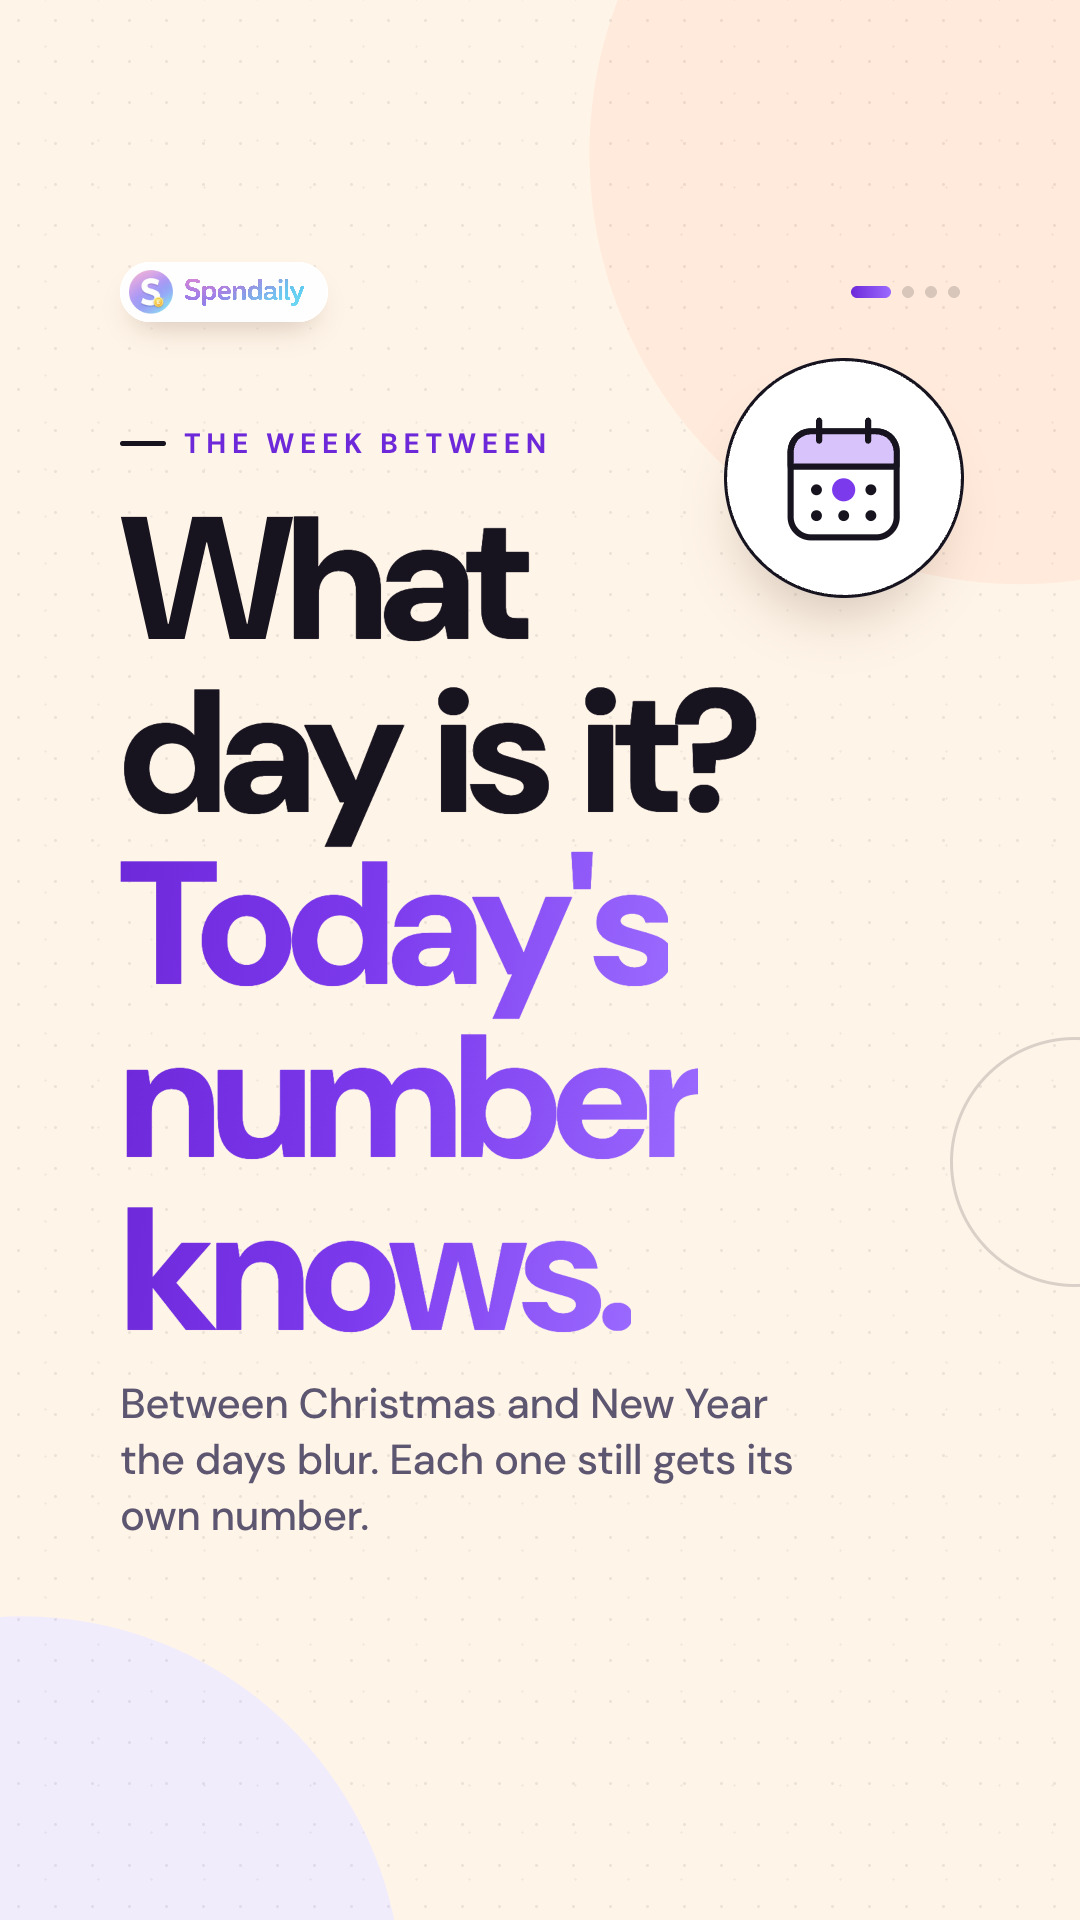 Spendaily
THE WEEK BETWEEN
What
day is it?
Today's
number
knows.
Between Christmas and New Year
the days blur. Each one still gets its
own number.